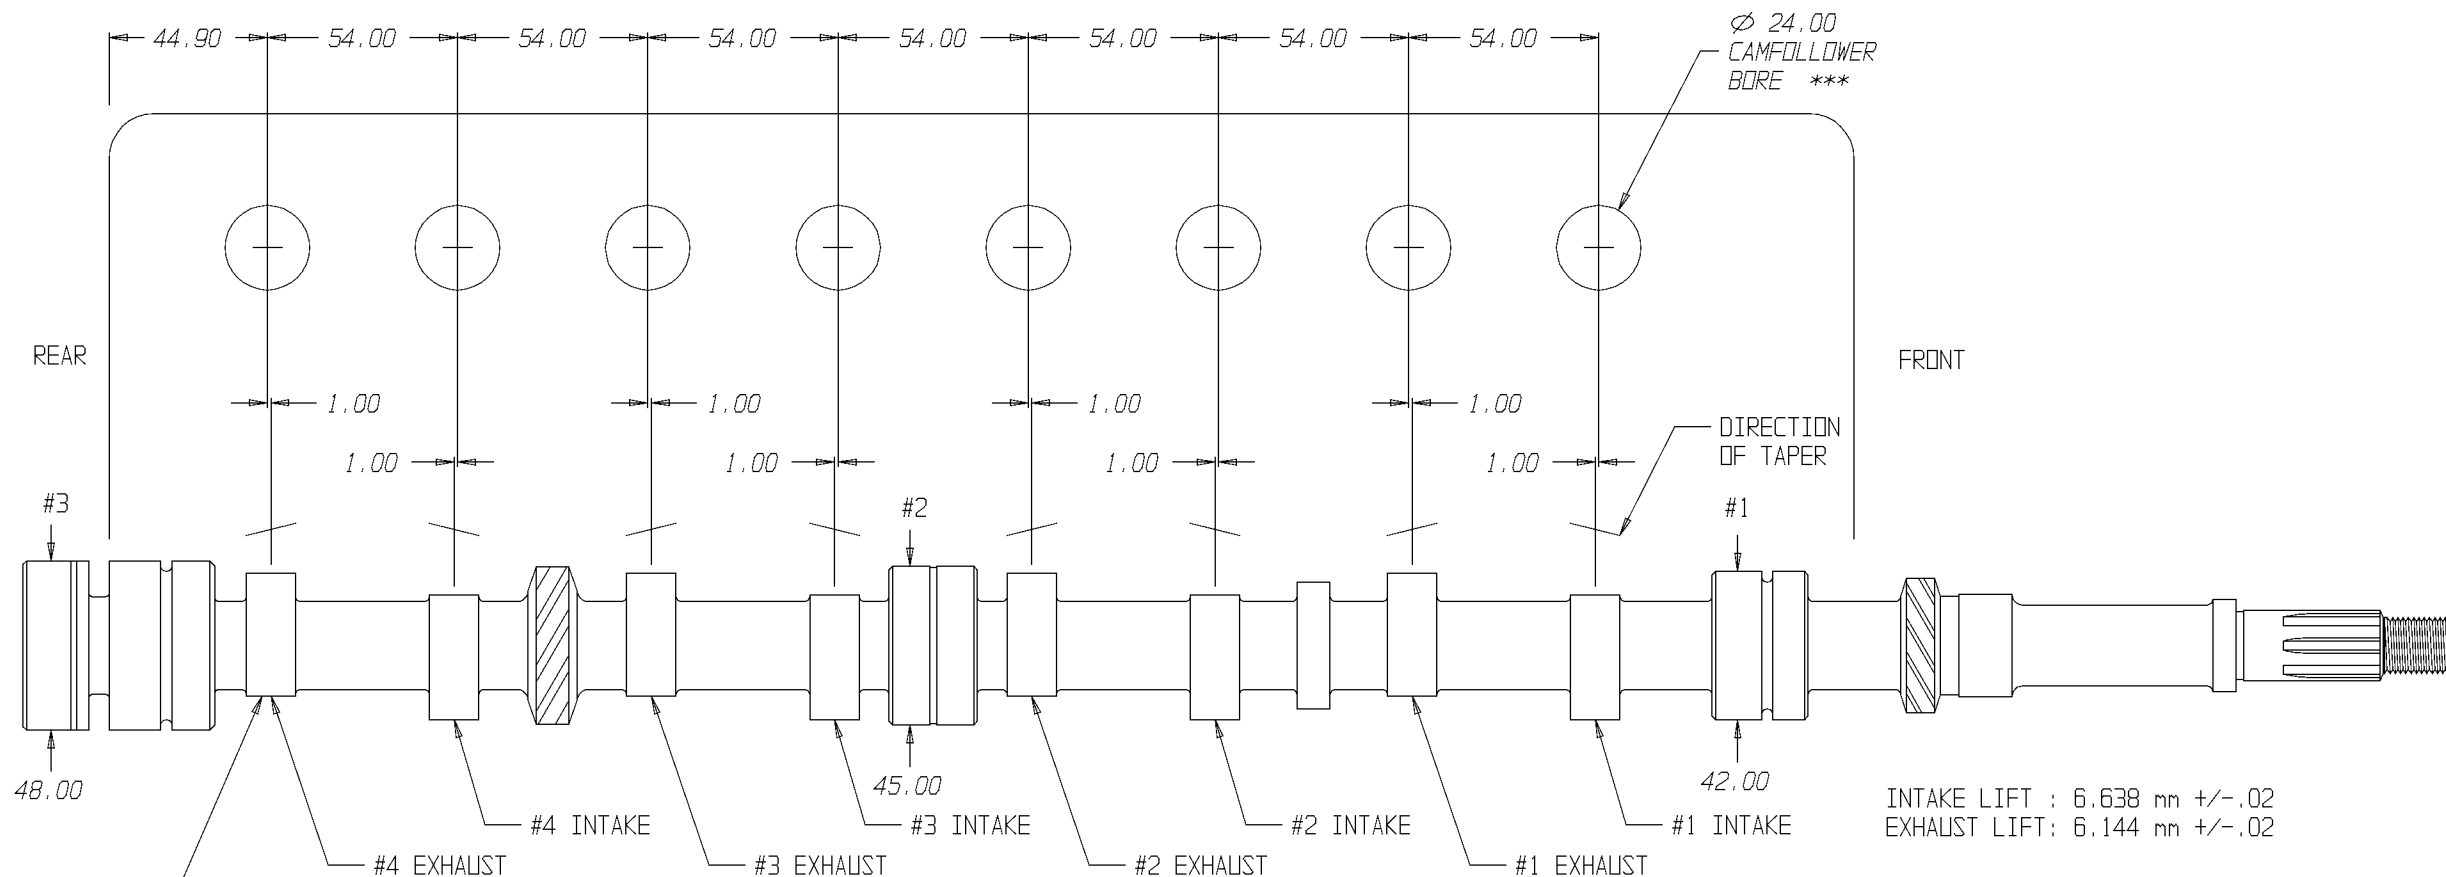 44.90 54.00 54.00 54.00 54.00 54.00 54.00 54.00
Ø 24.00
CAMFOLLOWER
BORE ***
REAR
FRONT
1.00 1.00 1.00 1.00
1.00 1.00 1.00 1.00
DIRECTION
OF TAPER
#3
#2
#1
48.00
45.00
42.00
INTAKE LIFT : 6.638 mm +/-.02
EXHAUST LIFT: 6.144 mm +/-.02
#4 INTAKE
#3 INTAKE
#2 INTAKE
#1 INTAKE
#4 EXHAUST
#3 EXHAUST
#2 EXHAUST
#1 EXHAUST